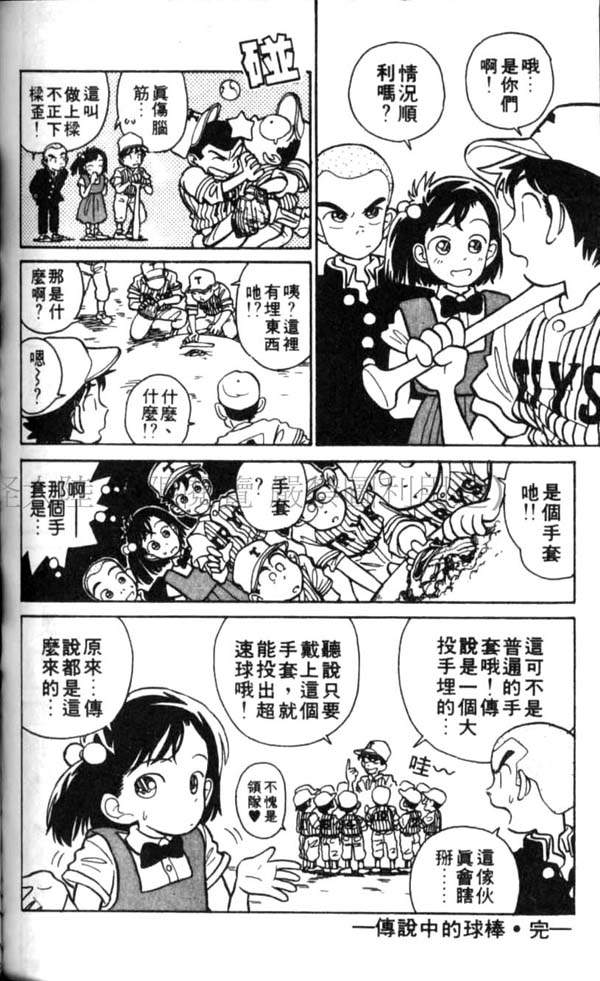 哦…
是你們
啊！
情況順
利嗎？
碰
真傷腦
筋…
這叫
做上樑
不正下
樑歪！
咦？這裡
有埋東西
吔！？
那是什
麼啊？
什麼、
什麼！？
嗯～？
是個手套
吔！！
手套
？
啊——
那個手
套是…
這可不是
普通的手
套哦！傳
說是一個大
投手埋的…
聽說只要
戴上這個
手套，就
能投出超
速球哦！
原來…傳
說都是這
麼來的…
哇～
不愧是
領隊♥
這傢伙
真會瞎
掰……
—傳說中的球棒•完—